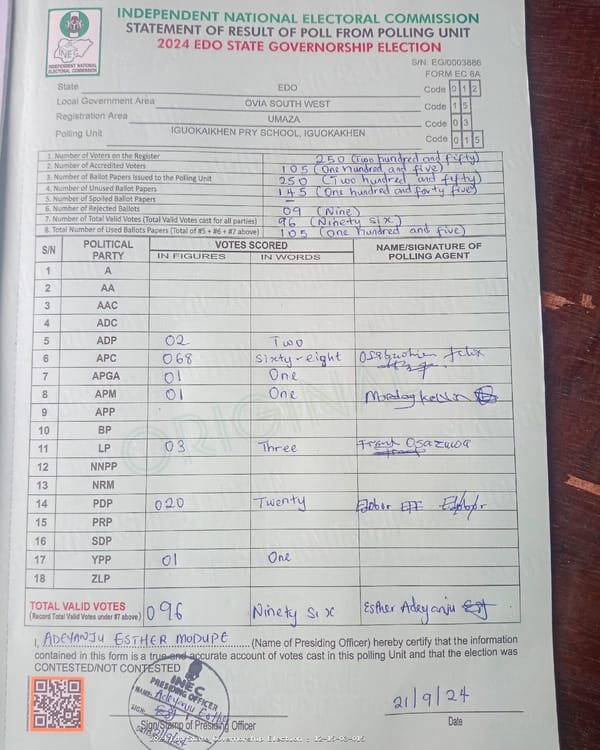 INDEPENDENT NATIONAL ELECTORAL COMMISSION
STATEMENT OF RESULT OF POLL FROM POLLING UNIT
2024 EDO STATE GOVERNORSHIP ELECTION
INEC
INDEPENDENT NATIONAL ELECTORAL COMMISSION
S/N. EG/0003886
FORM EC 8A
State EDO Code 0 1 2
Local Government Area OVIA SOUTH WEST Code 1 5
Registration Area UMAZA Code 0 3
Polling Unit IGUOKAIKHEN PRY SCHOOL, IGUOKAKHEN Code 0 1 5
1. Number of Voters on the Register 250 (Two hundred and fifty)
2. Number of Accredited Voters 105 (One hundred and five)
3. Number of Ballot Papers Issued to the Polling Unit 250 (Two hundred and fifty)
4. Number of Unused Ballot Papers 145 (One hundred and forty five)
5. Number of Spoiled Ballot Papers —
6. Number of Rejected Ballots 09 (Nine)
7. Number of Total Valid Votes (Total Valid Votes cast for all parties) 96 (Ninety six)
8. Total Number of Used Ballots Papers (Total of #5 + #6 + #7 above) 105 (One hundred and five)
S/N POLITICAL PARTY VOTES SCORED NAME/SIGNATURE OF POLLING AGENT
IN FIGURES IN WORDS
1 A
2 AA
3 AAC
4 ADC
5 ADP 02 Two
6 APC 068 Sixty-eight
7 APGA 01 One
8 APM 01 One
9 APP
10 BP
11 LP 03 Three Frank Osazuwa
12 NNPP
13 NRM
14 PDP 020 Twenty
15 PRP
16 SDP
17 YPP 01 One
18 ZLP
ORIGINAL
TOTAL VALID VOTES 096 Ninety six Esther Adeyanju
(Record Total Valid Votes under #7 above)
I, ADEYANJU ESTHER MODUPE (Name of Presiding Officer) hereby certify that the information
contained in this form is a true and accurate account of votes cast in this polling Unit and that the election was
CONTESTED/NOT CONTESTED
INEC
PRESIDING OFFICER
NAME: Adeyanju Esther
SIGN:
DATE: 21/9/24
Sign/Stamp of Presiding Officer
21/9/24
Date